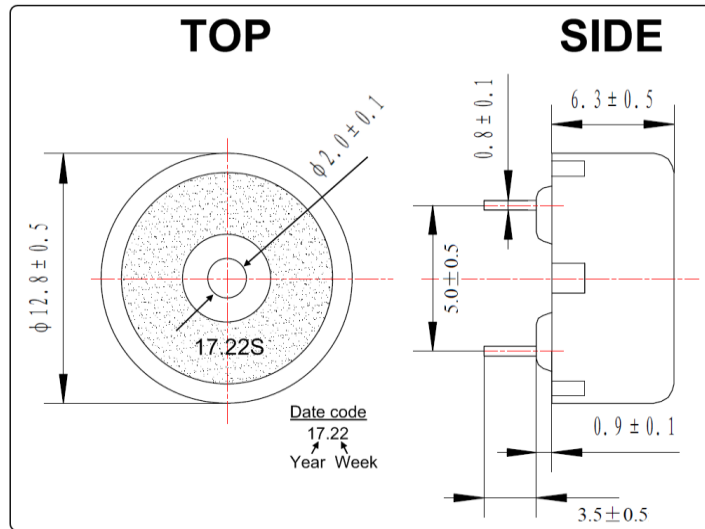 TOP
SIDE
ϕ2.0±0.1
ϕ12.8±0.5
17.22S
Date code
17.22
Year Week
0.8±0.1
6.3±0.5
5.0±0.5
0.9±0.1
3.5±0.5